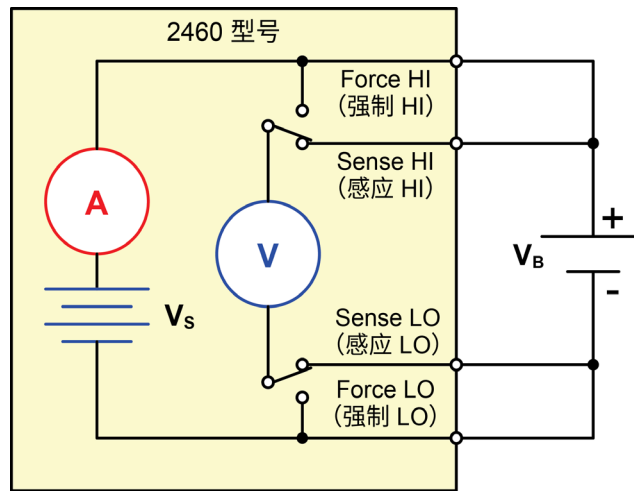 2460 型号
Force HI
(强制 HI)
Sense HI
(感应 HI)
A
V
VS
+
VB
-
Sense LO
(感应 LO)
Force LO
(强制 LO)